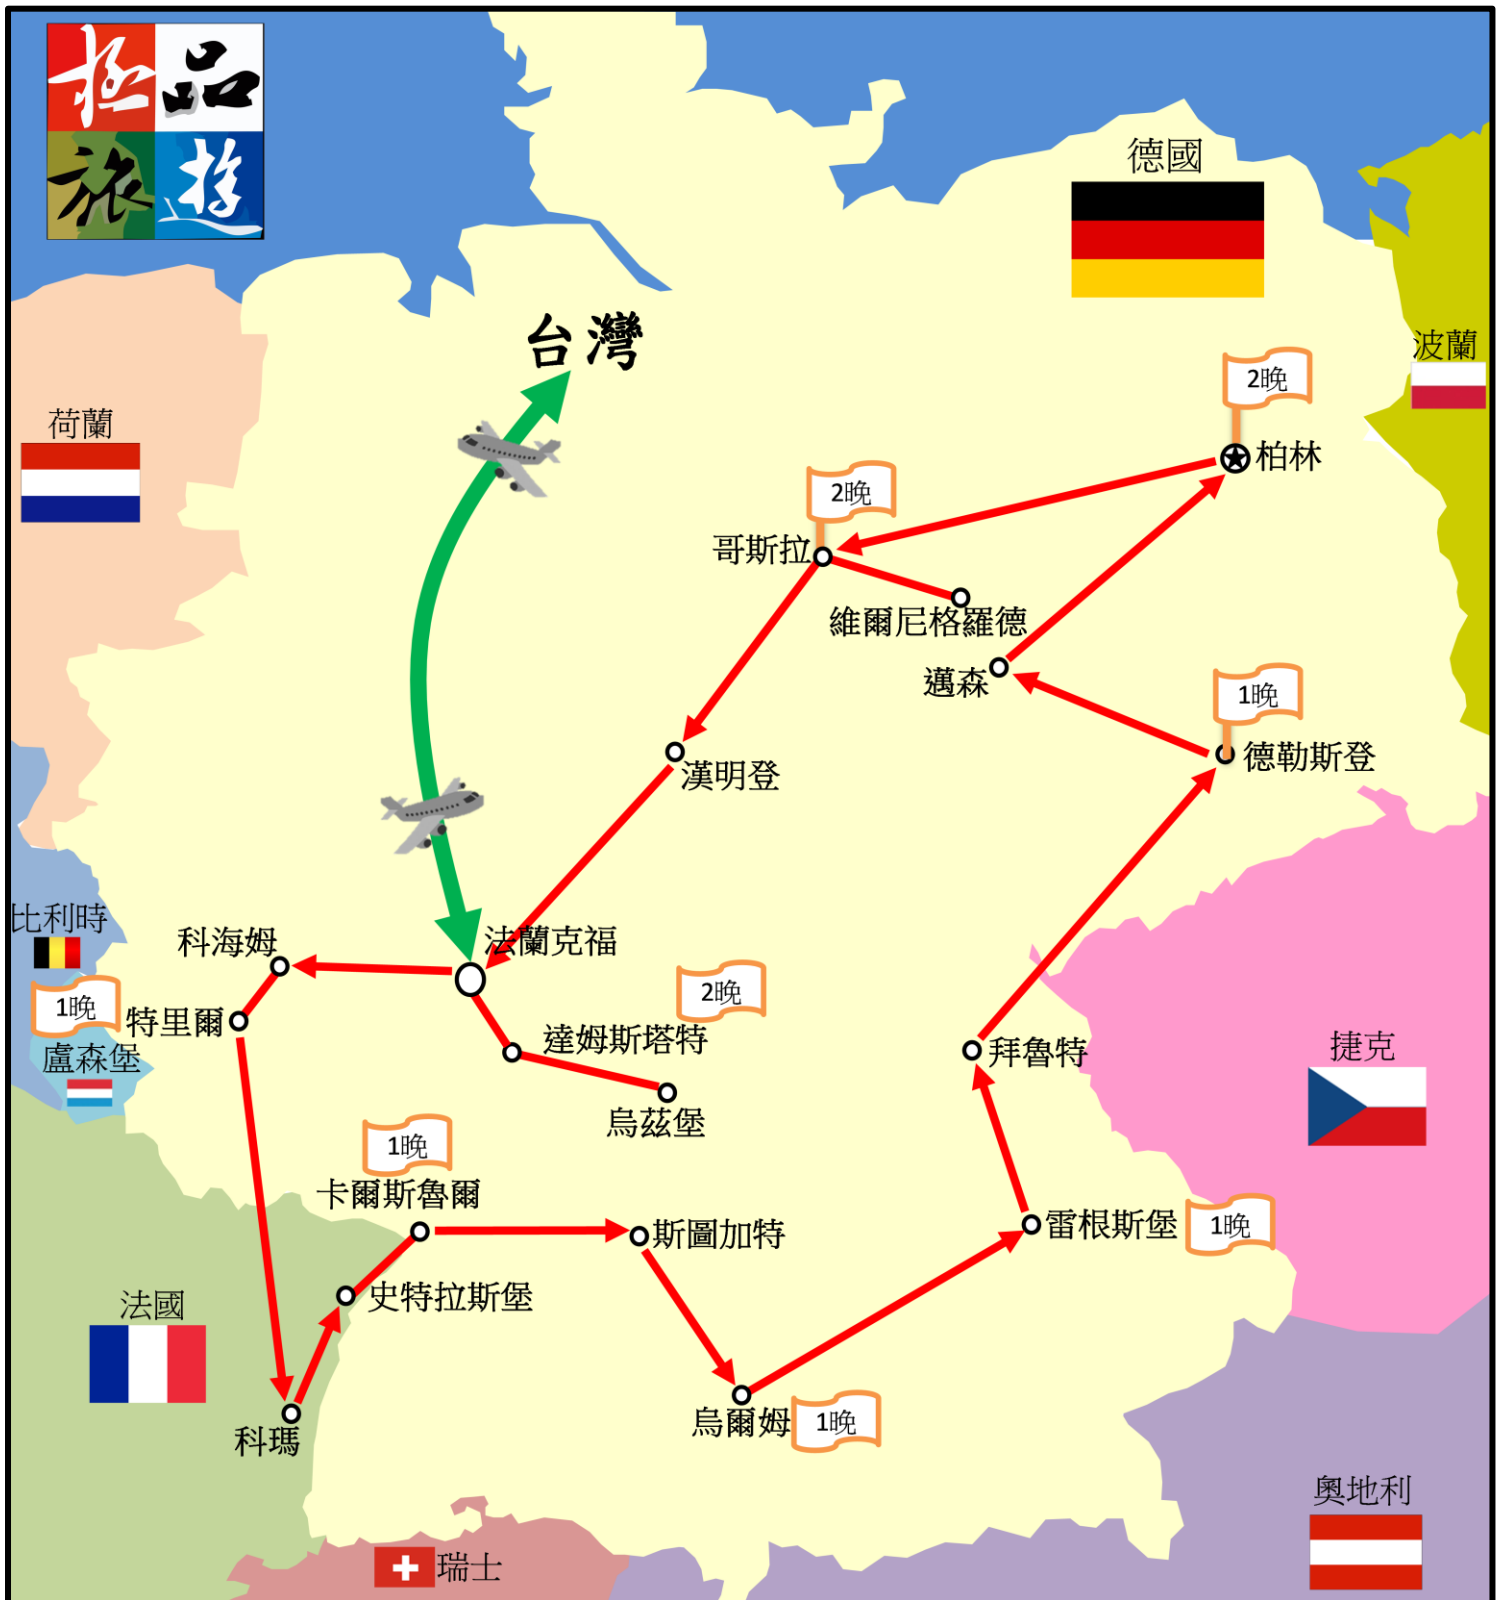 極品
旅遊
德國
台灣
波蘭
2晚
荷蘭
柏林
2晚
哥斯拉
維爾尼格羅德
邁森
1晚
德勒斯登
漢明登
比利時
科海姆
法蘭克福
1晚
特里爾
2晚
達姆斯塔特
盧森堡
拜魯特
捷克
烏茲堡
1晚
卡爾斯魯爾
斯圖加特
雷根斯堡
1晚
法國
史特拉斯堡
科瑪
烏爾姆
1晚
奧地利
瑞士